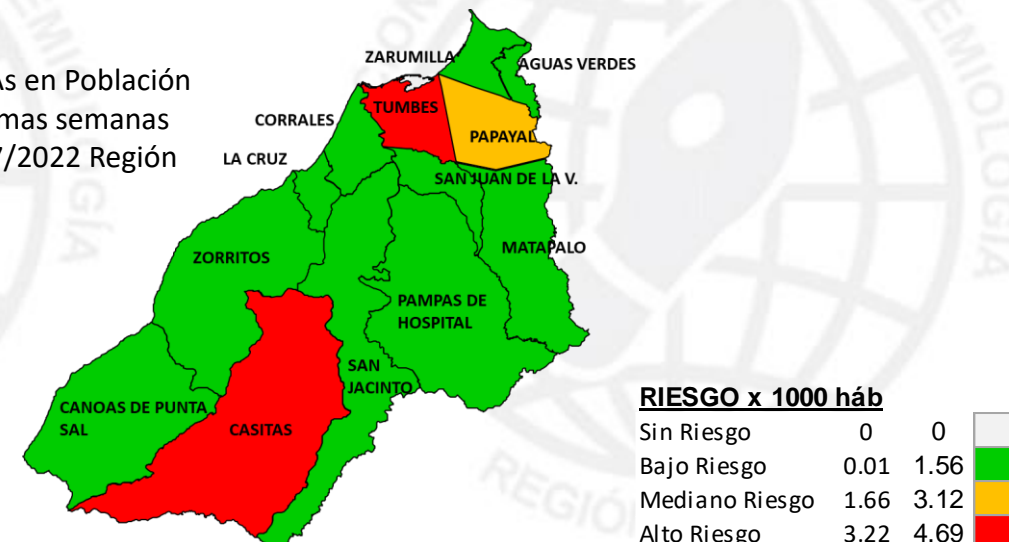 As en Población
mas semanas
7/2022 Región
ZARUMILLA
AGUAS VERDES
TUMBES
CORRALES
PAPAYAL
LA CRUZ
SAN JUAN DE LA V.
MATAPALO
ZORRITOS
PAMPAS DE
HOSPITAL
SAN
JACINTO
CANOAS DE PUNTA
SAL
CASITAS
RIESGO x 1000 háb
Sin Riesgo 0 0
Bajo Riesgo 0.01 1.56
Mediano Riesgo 1.66 3.12
Alto Riesgo 3.22 4.69